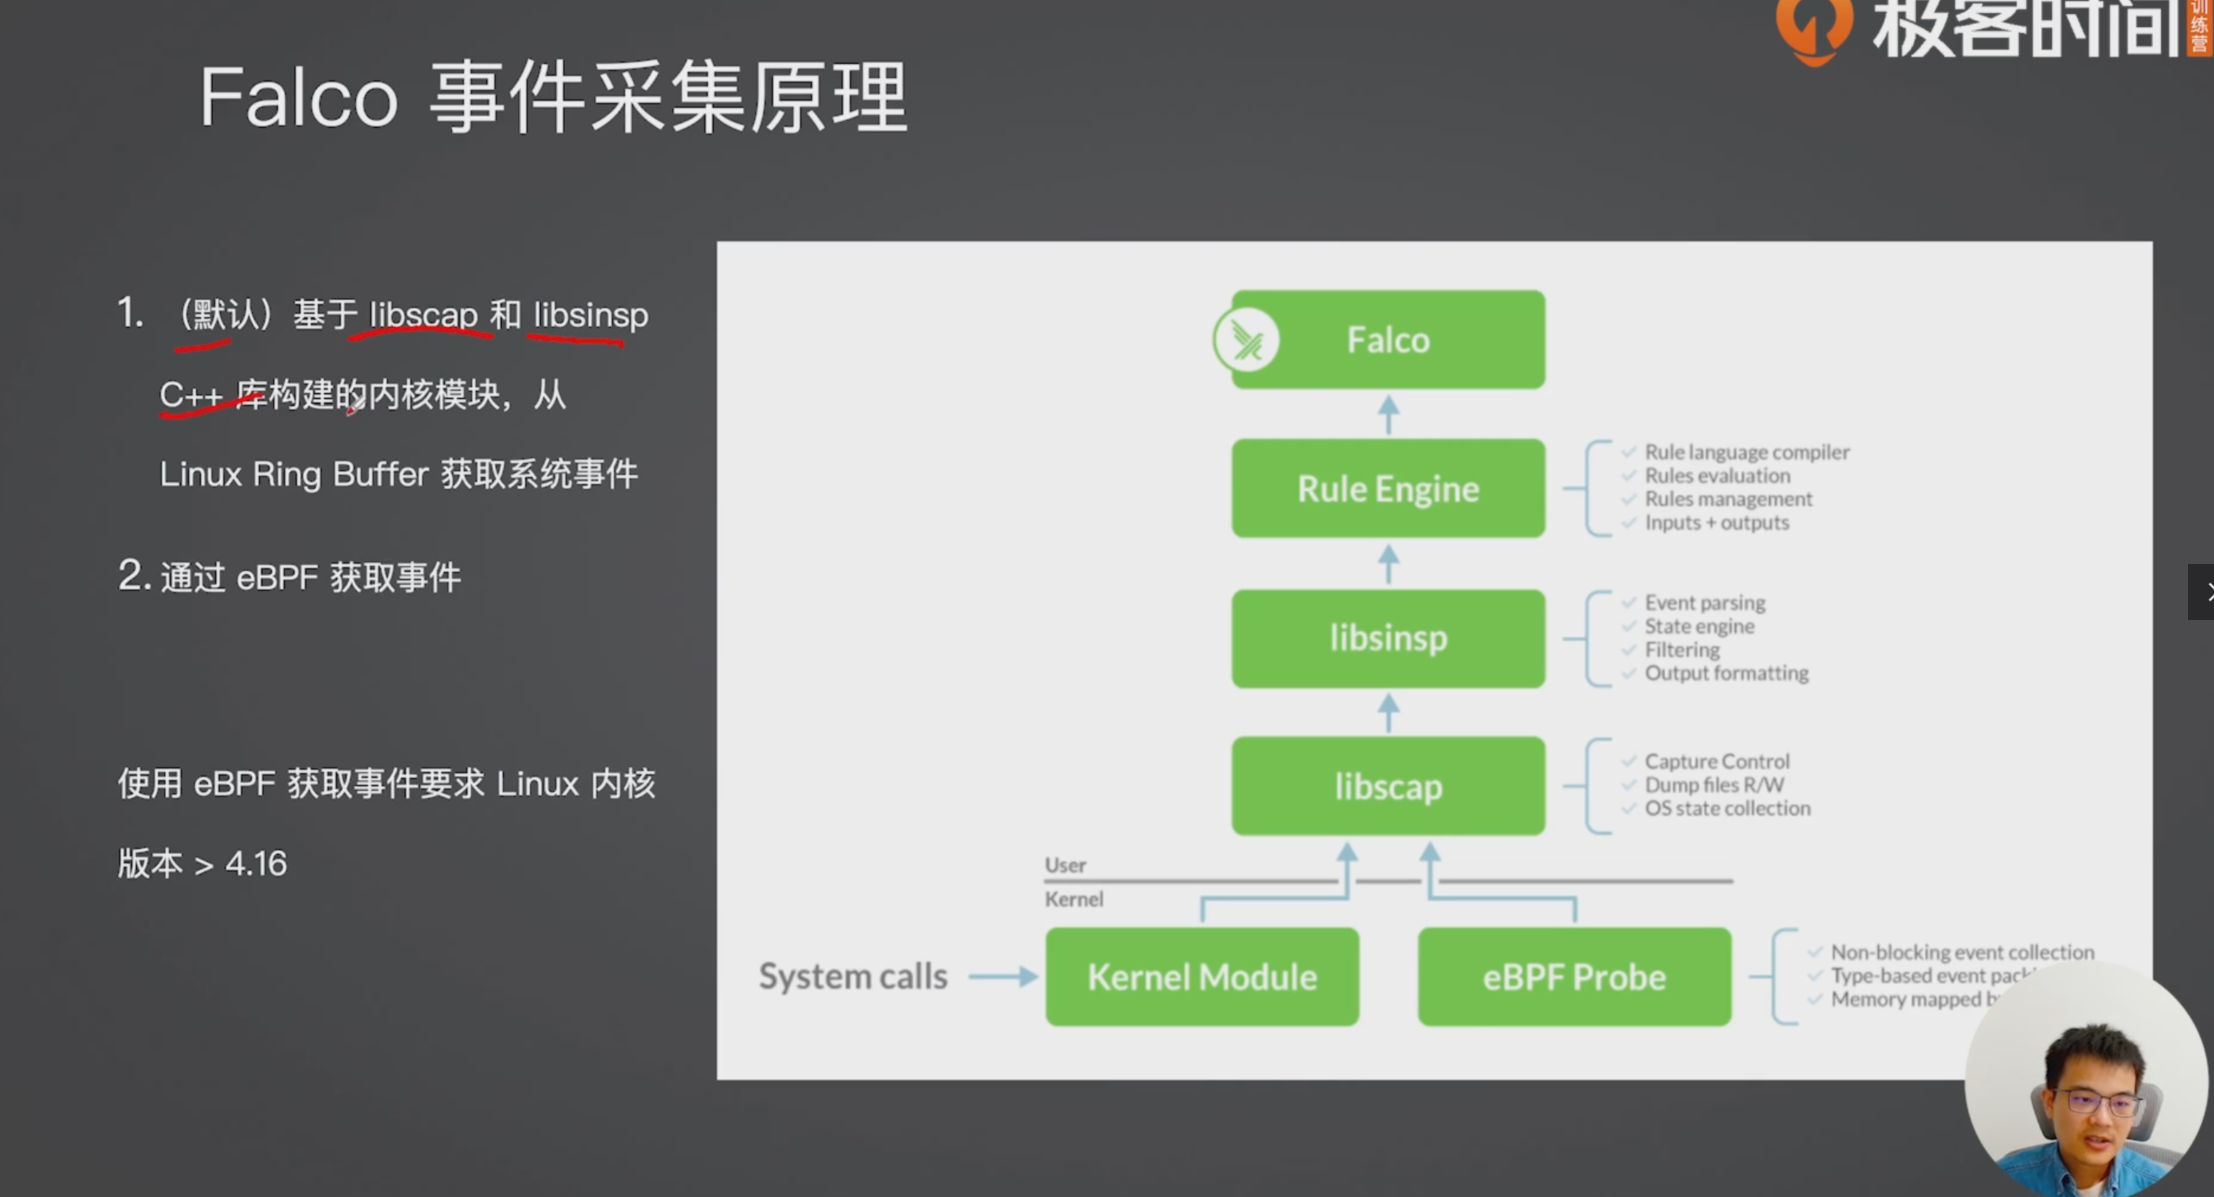 极客时间
训练营
Falco 事件采集原理
1. （默认）基于 libscap 和 libsinsp
C++ 库构建的内核模块，从
Linux Ring Buffer 获取系统事件
2. 通过 eBPF 获取事件
使用 eBPF 获取事件要求 Linux 内核
版本 > 4.16
Falco
Rule Engine
Rule language compiler
Rules evaluation
Rules management
Inputs + outputs
libsinsp
Event parsing
State engine
Filtering
Output formatting
libscap
Capture Control
Dump files R/W
OS state collection
User
Kernel
System calls
Kernel Module
eBPF Probe
Non-blocking event collection
Type-based event
Memory mapped